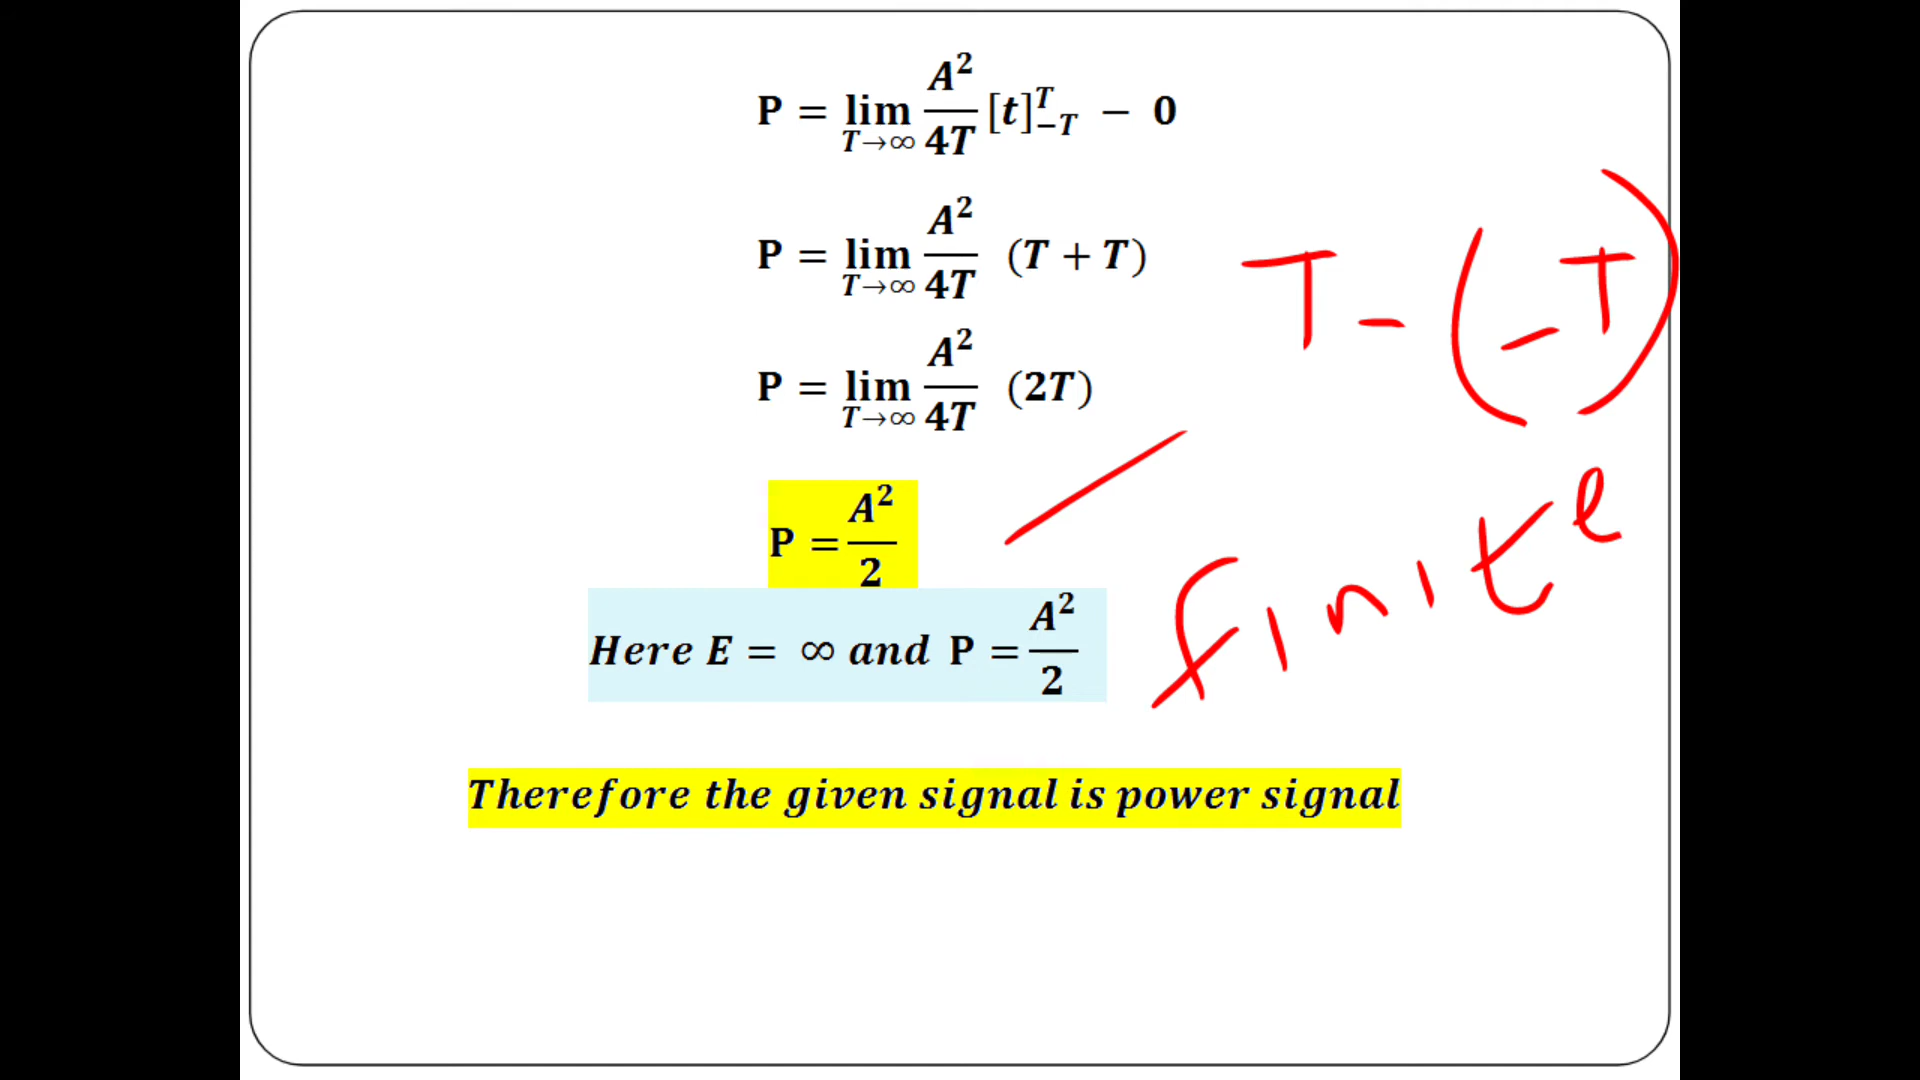 P = lim_{T→∞} A²/4T [t]_{-T}^{T} − 0
P = lim_{T→∞} A²/4T (T + T)
T - (-T)
P = lim_{T→∞} A²/4T (2T)
P = A²/2
finite
Here E = ∞ and P = A²/2
Therefore the given signal is power signal